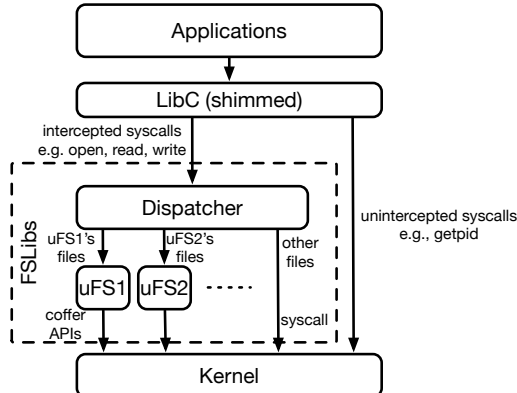 Applications
LibC (shimmed)
intercepted syscalls
e.g. open, read, write
FSLibs
Dispatcher
unintercepted syscalls
e.g., getpid
uFS1's
files
uFS2's
files
other
files
uFS1
uFS2
......
coffer
APIs
syscall
Kernel